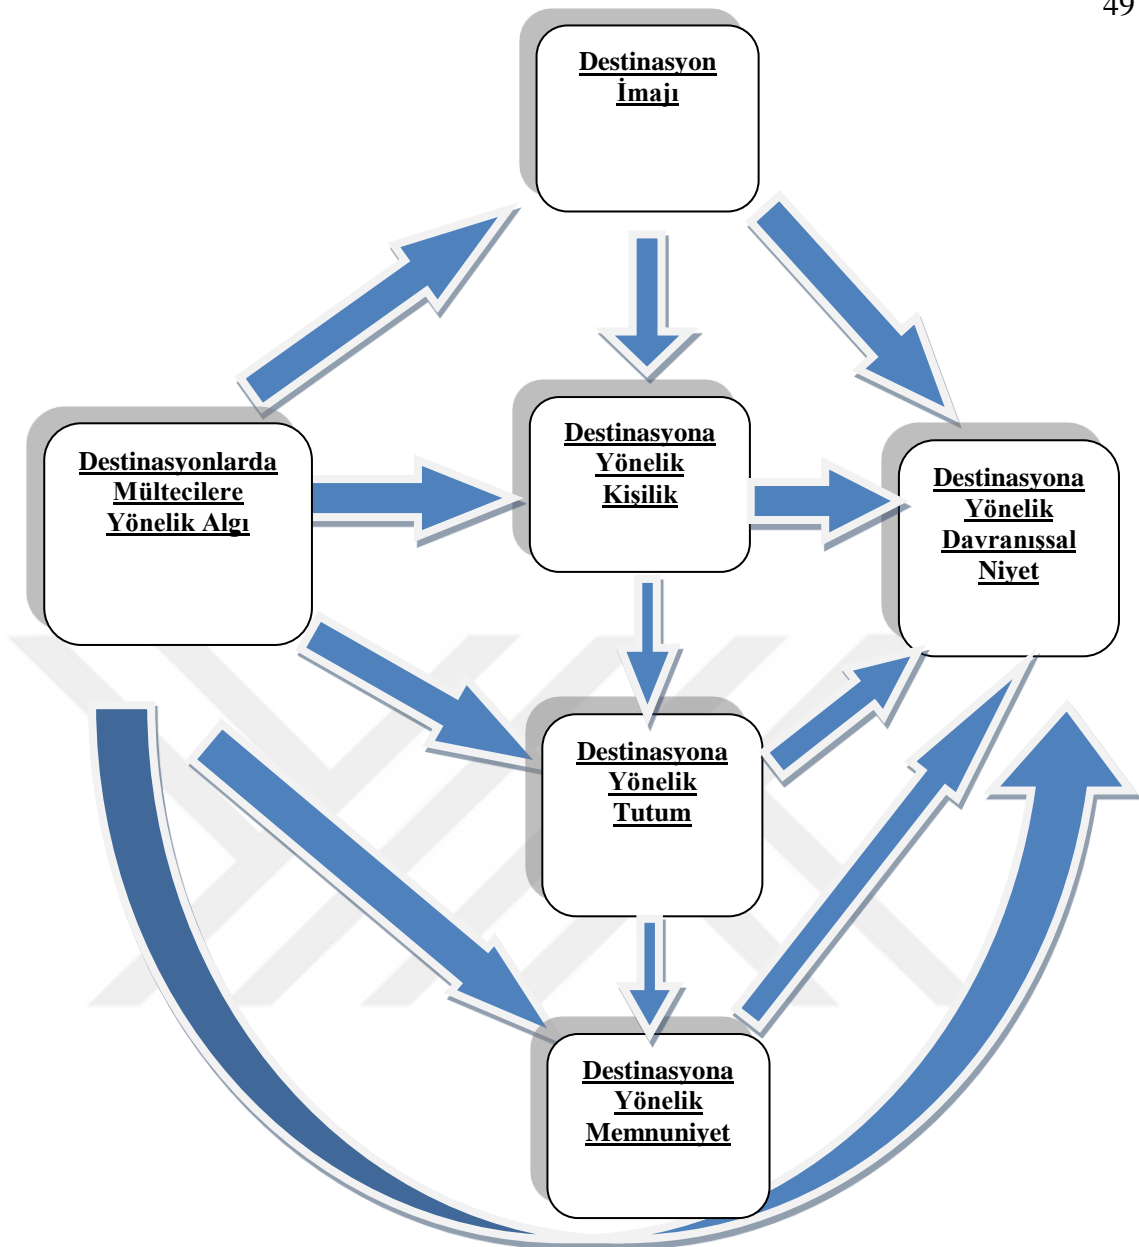 49
Destinasyon
İmajı
Destinasyonlarda
Mültecilere
Yönelik Algı
Destinasyona
Yönelik
Kişilik
Destinasyona
Yönelik
Davranışsal
Niyet
Destinasyona
Yönelik
Tutum
Destinasyona
Yönelik
Memnuniyet